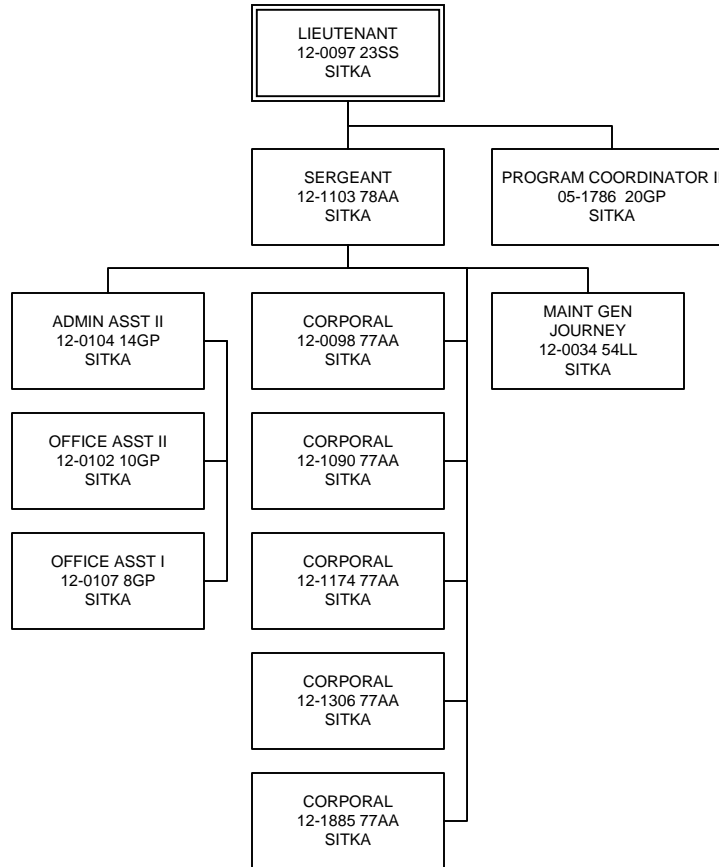 LIEUTENANT
12-0097 23SS
SITKA
SERGEANT
12-1103 78AA
SITKA
PROGRAM COORDINATOR II
05-1786 20GP
SITKA
ADMIN ASST II
12-0104 14GP
SITKA
OFFICE ASST II
12-0102 10GP
SITKA
OFFICE ASST I
12-0107 8GP
SITKA
CORPORAL
12-0098 77AA
SITKA
CORPORAL
12-1090 77AA
SITKA
CORPORAL
12-1174 77AA
SITKA
CORPORAL
12-1306 77AA
SITKA
CORPORAL
12-1885 77AA
SITKA
MAINT GEN
JOURNEY
12-0034 54LL
SITKA